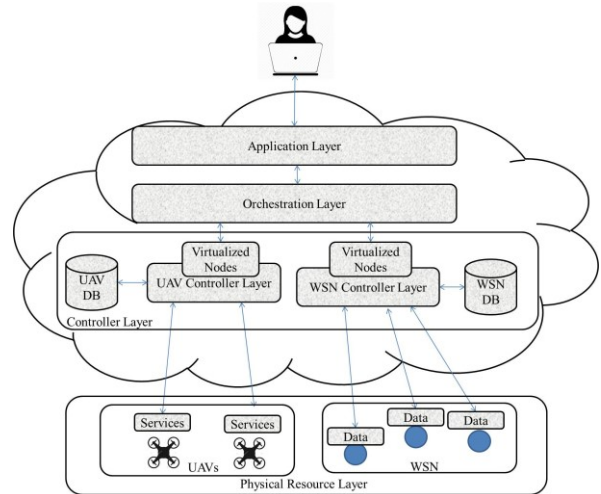 Application Layer
Orchestration Layer
Virtualized
Nodes
Virtualized
Nodes
UAV
DB
UAV Controller Layer
WSN Controller Layer
WSN
DB
Controller Layer
Services
Services
Data
Data
Data
UAVs
WSN
Physical Resource Layer